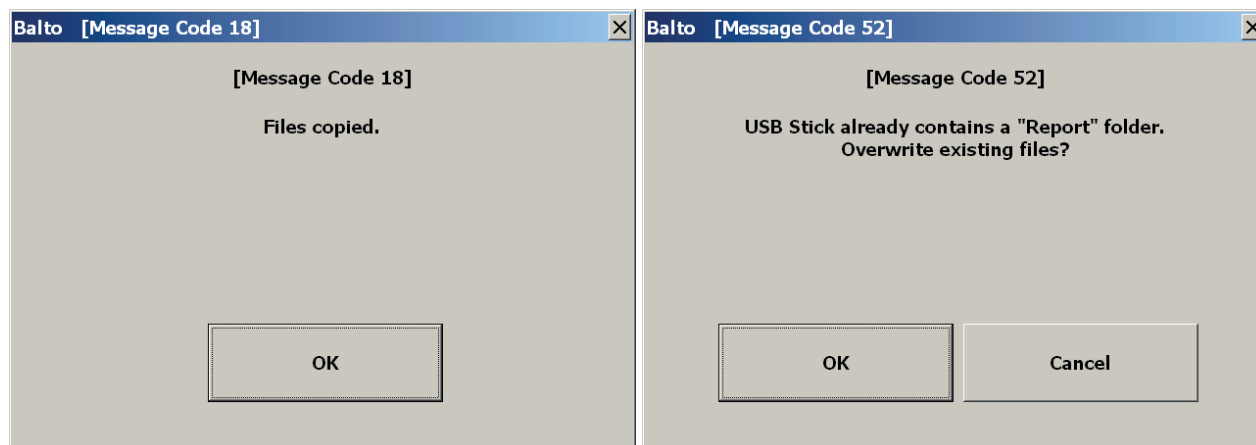 Balto [Message Code 18]
[Message Code 18]
Files copied.
OK
Balto [Message Code 52]
[Message Code 52]
USB Stick already contains a "Report" folder.
Overwrite existing files?
OK
Cancel